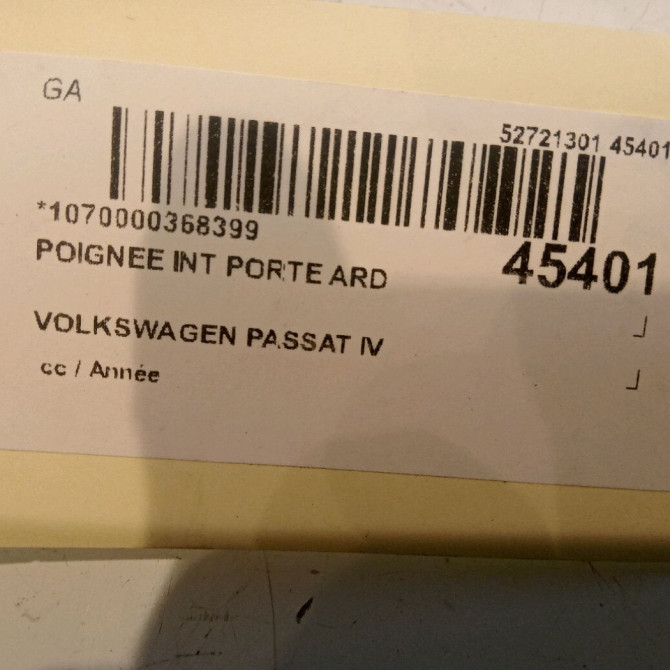 GA
52721301 45401
*1070000368399
45401
POIGNEE INT PORTE ARD
VOLKSWAGEN PASSAT IV
cc / Année